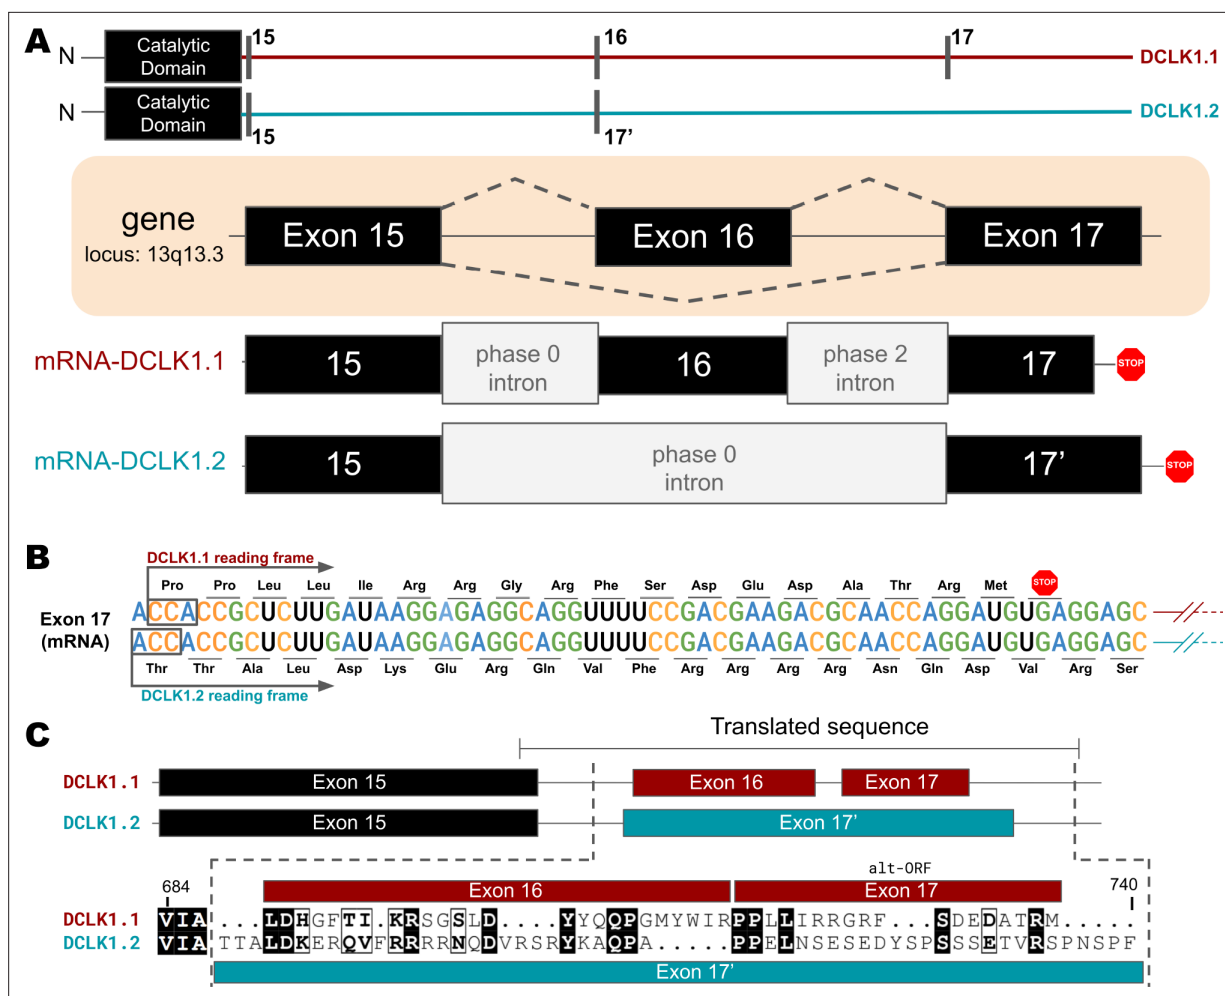 A
N
Catalytic
Domain
15
16
17
DCLK1.1
N
Catalytic
Domain
15
17’
DCLK1.2
gene
locus: 13q13.3
Exon 15
Exon 16
Exon 17
mRNA-DCLK1.1
15
phase 0
intron
16
phase 2
intron
17
STOP
mRNA-DCLK1.2
15
phase 0
intron
17’
STOP
B
DCLK1.1 reading frame
Pro Pro Leu Leu Ile Arg Arg Gly Arg Phe Ser Asp Glu Asp Ala Thr Arg Met STOP
Exon 17
(mRNA)
ACCACCGCUCUUGAUAAGGAGAGGCAGGUUUUCCGACGAAGACGCAACCAGGAUGUGAGGAGC
ACCACCGCUCUUGAUAAGGAGAGGCAGGUUUUCCGACGAAGACGCAACCAGGAUGUGAGGAGC
Thr Thr Ala Leu Asp Lys Glu Arg Gln Val Phe Arg Arg Arg Arg Asn Gln Asp Val Arg Ser
DCLK1.2 reading frame
C
Translated sequence
DCLK1.1
Exon 15
Exon 16
Exon 17
DCLK1.2
Exon 15
Exon 17’
alt-ORF
684
Exon 16
Exon 17
740
DCLK1.1 VIA...LDHGFTI.KRSGSLD....YYQQPGMYWIRPPLLIRRGRF...SDEDATRM.....
DCLK1.2 VIATTALDKERQVFRRRRNQDVRSRYKAQPA.....PPELNSESEDYSPSSSETVRSPNSPF
Exon 17’